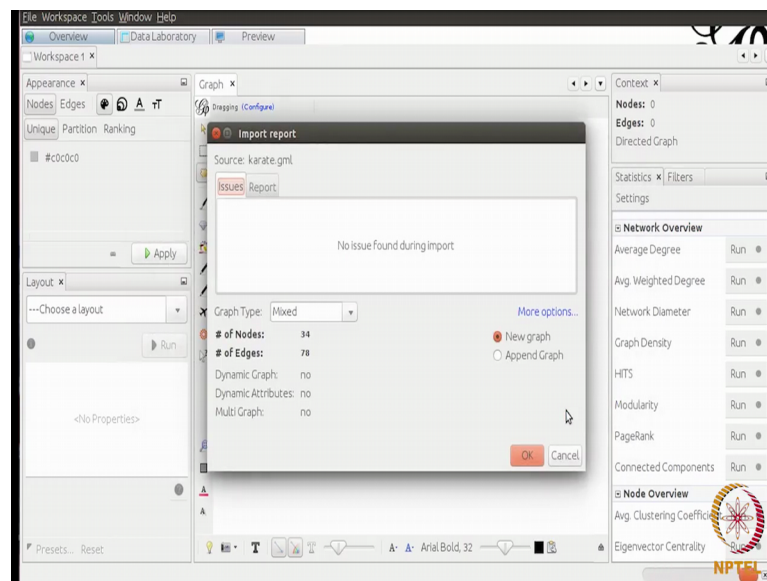 File Workspace Tools Window Help
Overview Data Laboratory Preview
Workspace 1 ×
Appearance ×
Nodes Edges
Unique Partition Ranking
#c0c0c0
Apply
Layout ×
---Choose a layout
Run
<No Properties>
Presets... Reset
Graph ×
Dragging (Configure)
Import report
Source: karate.gml
Issues Report
No issue found during import
Graph Type: Mixed
More options...
# of Nodes: 34
New graph
# of Edges: 78
Append Graph
Dynamic Graph: no
Dynamic Attributes: no
Multi Graph: no
OK Cancel
T T A- A- Arial Bold, 32
Context ×
Nodes: 0
Edges: 0
Directed Graph
Statistics × Filters
Settings
Network Overview
Average Degree Run
Avg. Weighted Degree Run
Network Diameter Run
Graph Density Run
HITS Run
Modularity Run
PageRank Run
Connected Components Run
Node Overview
Avg. Clustering Coefficient
Eigenvector Centrality Run
NPTEL